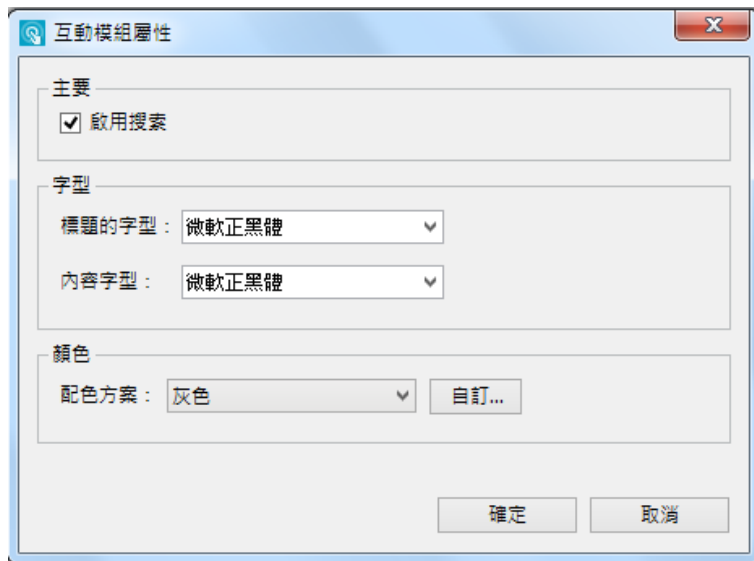 互動模組屬性
主要
啟用搜索
字型
標題的字型： 微軟正黑體
內容字型： 微軟正黑體
顏色
配色方案： 灰色 自訂...
確定 取消